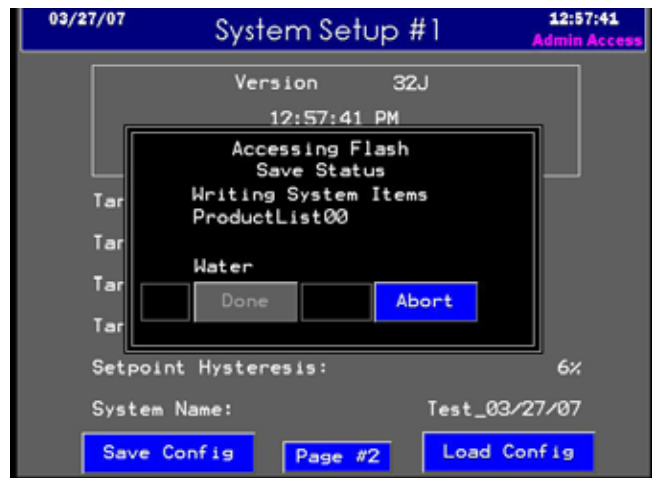 03/27/07 System Setup #1 12:57:41
Admin Access
Version 32J
12:57:41 PM
Accessing Flash
Save Status
Writing System Items
ProductList00
Water
Done Abort
Tar
Tar
Tar
Tar
Setpoint Hysteresis: 6%
System Name: Test_03/27/07
Save Config Page #2 Load Config